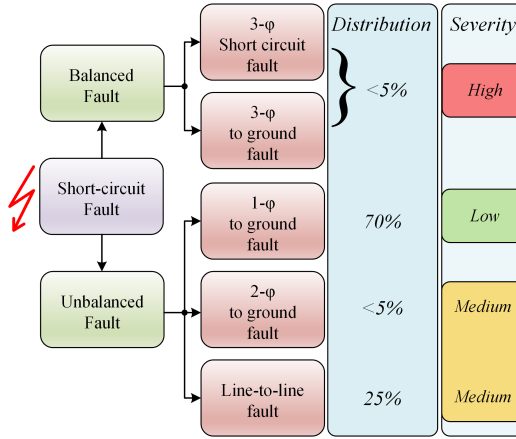 3-φ
Short circuit
fault
Distribution
Severity
Balanced
Fault
<5%
High
3-φ
to ground
fault
Short-circuit
Fault
1-φ
to ground
fault
70%
Low
Unbalanced
Fault
2-φ
to ground
fault
<5%
Medium
Line-to-line
fault
25%
Medium